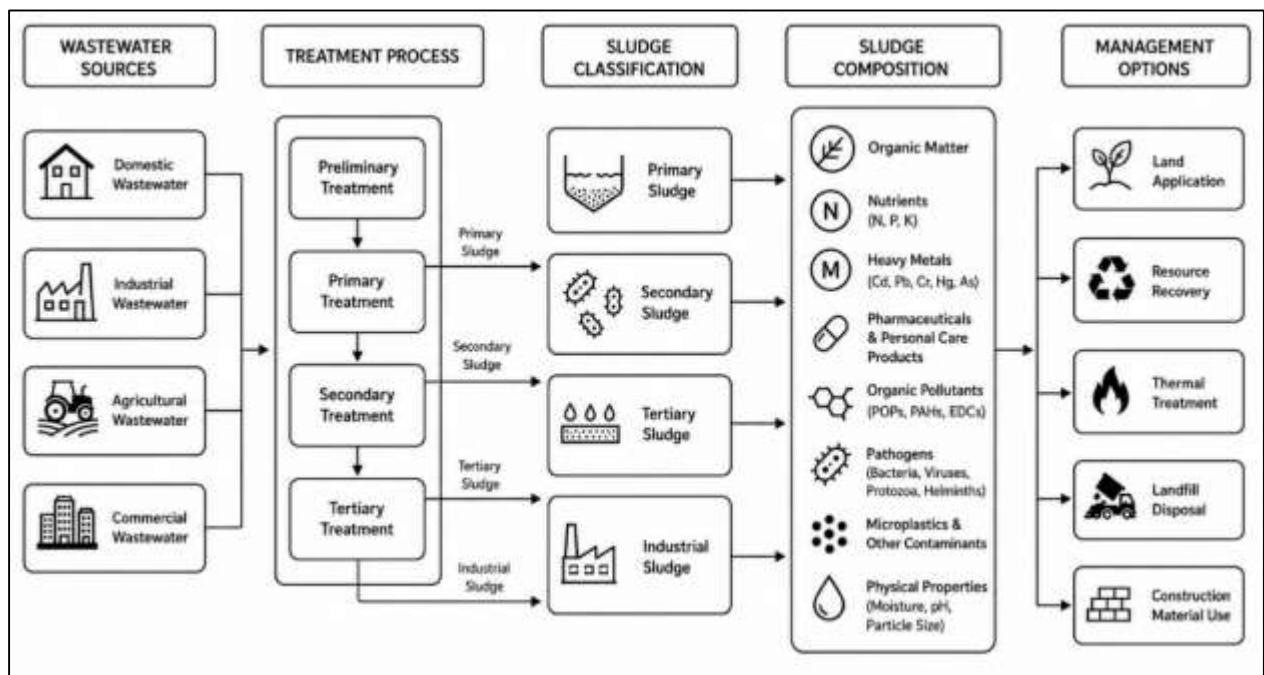 WASTEWATER
SOURCES
TREATMENT PROCESS
SLUDGE
CLASSIFICATION
SLUDGE
COMPOSITION
MANAGEMENT
OPTIONS
Domestic
Wastewater
Industrial
Wastewater
Agricultural
Wastewater
Commercial
Wastewater
Preliminary
Treatment
Primary
Treatment
Secondary
Treatment
Tertiary
Treatment
Primary
Sludge
Secondary
Sludge
Tertiary
Sludge
Industrial
Sludge
Primary
Sludge
Secondary
Sludge
Tertiary
Sludge
Industrial
Sludge
Organic Matter
N
Nutrients
(N, P, K)
M
Heavy Metals
(Cd, Pb, Cr, Hg, As)
Pharmaceuticals
& Personal Care
Products
Organic Pollutants
(POPs, PAHs, EDCs)
Pathogens
(Bacteria, Viruses,
Protozoa, Helminths)
Microplastics &
Other Contaminants
Physical Properties
(Moisture, pH,
Particle Size)
Land
Application
Resource
Recovery
Thermal
Treatment
Landfill
Disposal
Construction
Material Use